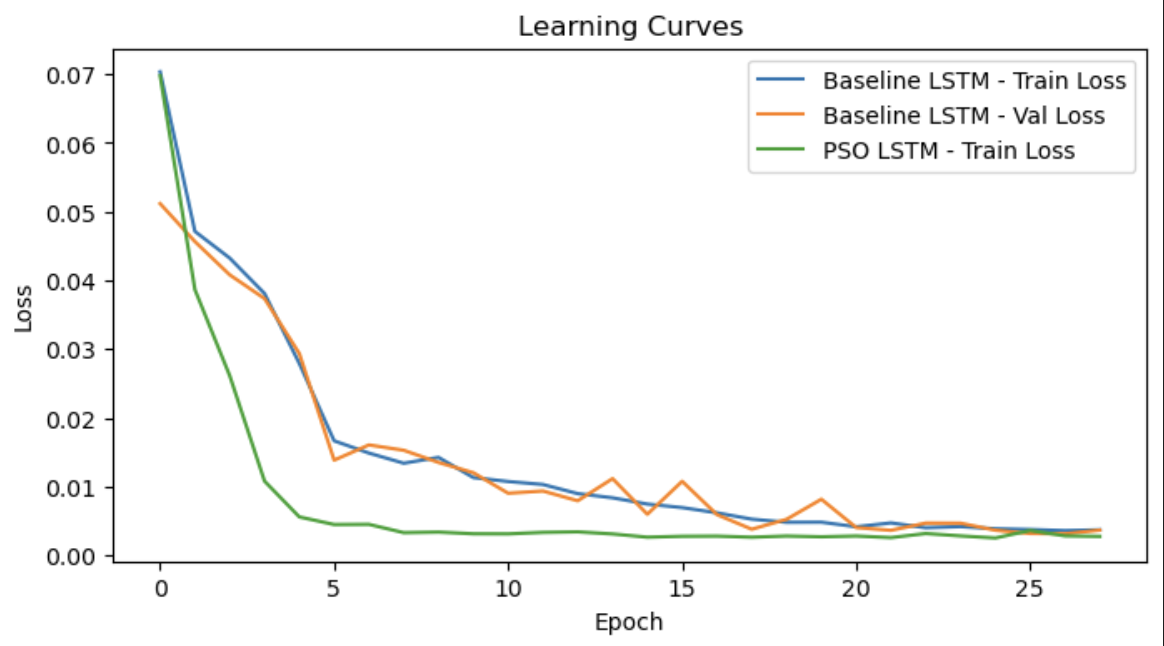 Learning Curves
Baseline LSTM - Train Loss
Baseline LSTM - Val Loss
PSO LSTM - Train Loss
Loss
0.07
0.06
0.05
0.04
0.03
0.02
0.01
0.00
0 5 10 15 20 25
Epoch